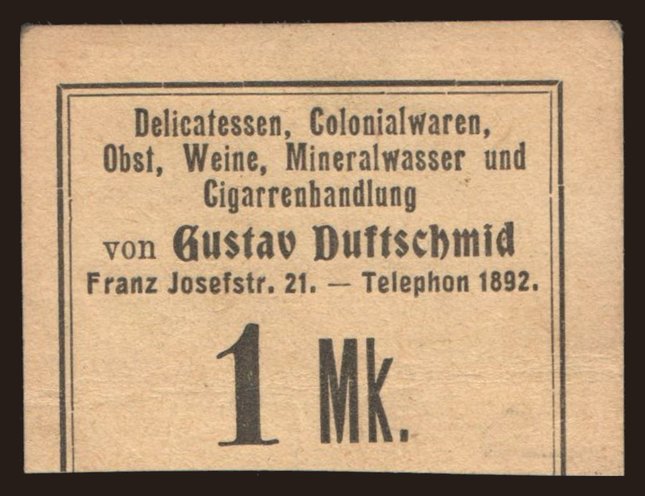 Delicatessen, Colonialwaren,
Obst, Weine, Mineralwasser und
Cigarrenhandlung
von Gustav Duftschmid
Franz Josefstr. 21. — Telephon 1892.
1 Mk.